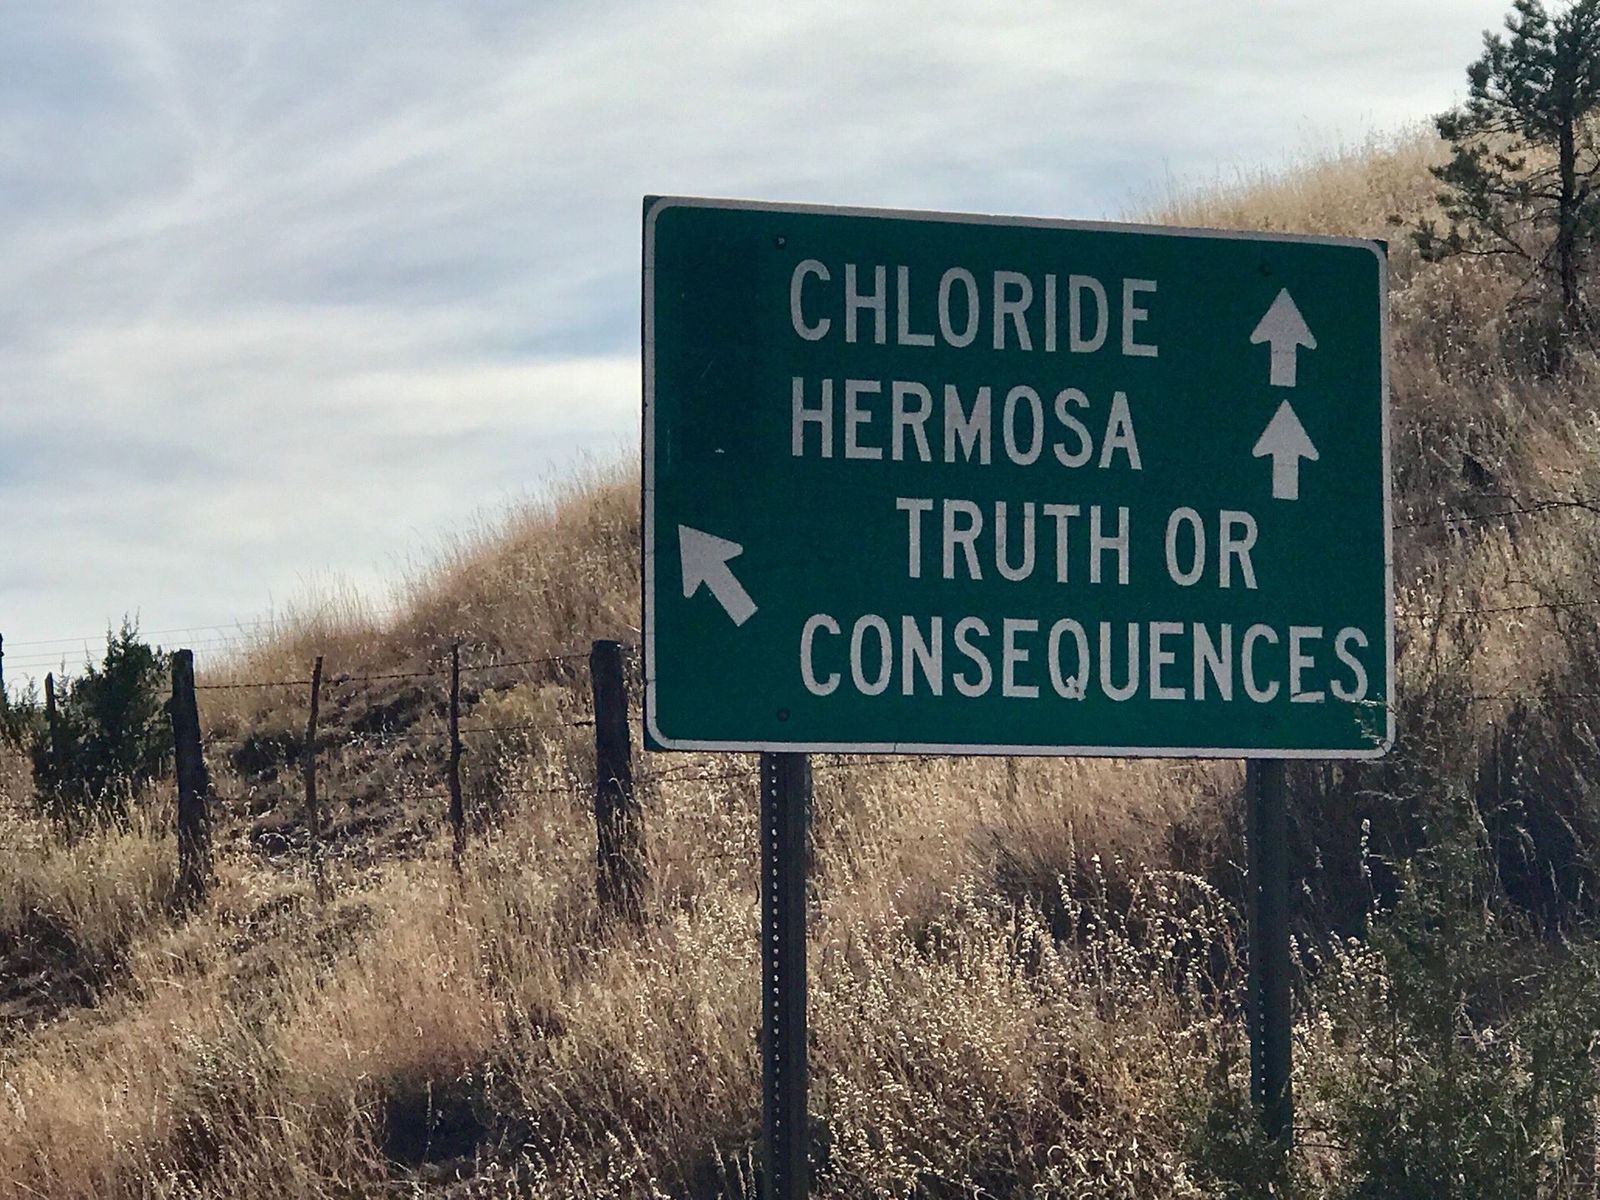 CHLORIDE
HERMOSA
TRUTH OR
CONSEQUENCES